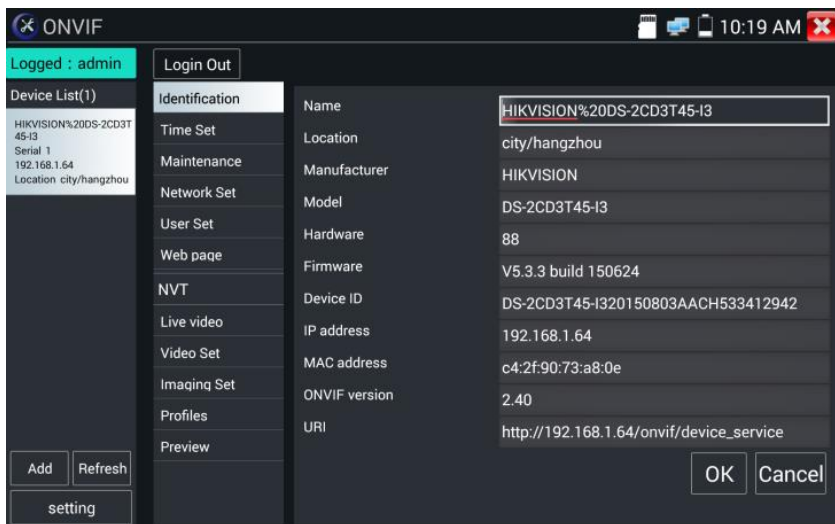 ONVIF
10:19 AM
Logged : admin
Login Out
Device List(1)
HIKVISION%20DS-2CD3T
45-I3
Serial 1
192.168.1.64
Location city/hangzhou
Identification
Time Set
Maintenance
Network Set
User Set
Web page
NVT
Live video
Video Set
Imaging Set
Profiles
Preview
Name HIKVISION%20DS-2CD3T45-I3
Location city/hangzhou
Manufacturer HIKVISION
Model DS-2CD3T45-I3
Hardware 88
Firmware V5.3.3 build 150624
Device ID DS-2CD3T45-I320150803AACH533412942
IP address 192.168.1.64
MAC address c4:2f:90:73:a8:0e
ONVIF version 2.40
URI http://192.168.1.64/onvif/device_service
Add Refresh
setting
OK Cancel